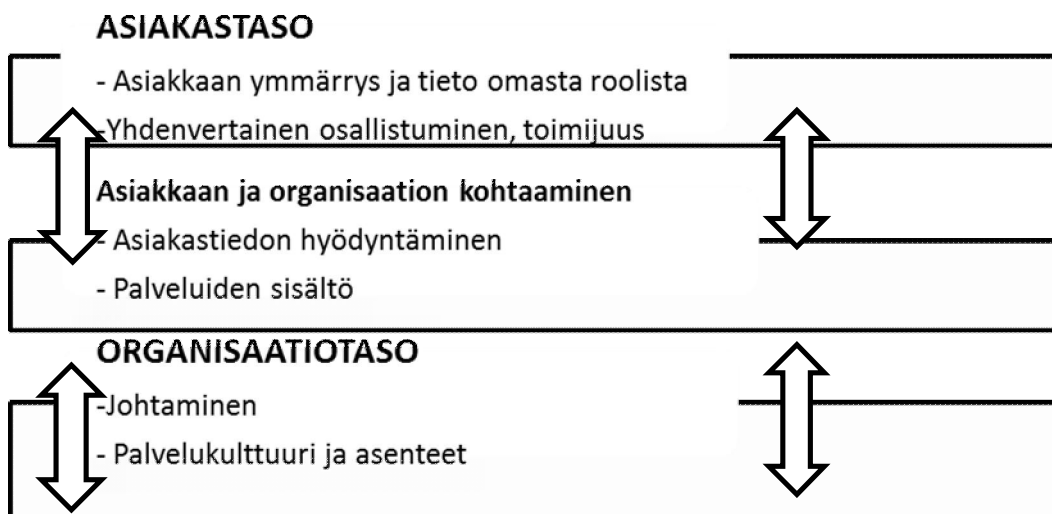 ASIAKASTASO
- Asiakkaan ymmärrys ja tieto omasta roolista
-Yhdenvertainen osallistuminen, toimijuus
Asiakkaan ja organisaation kohtaaminen
- Asiakastiedon hyödyntäminen
- Palveluiden sisältö
ORGANISAATIOTASO
-Johtaminen
- Palvelukulttuuri ja asenteet